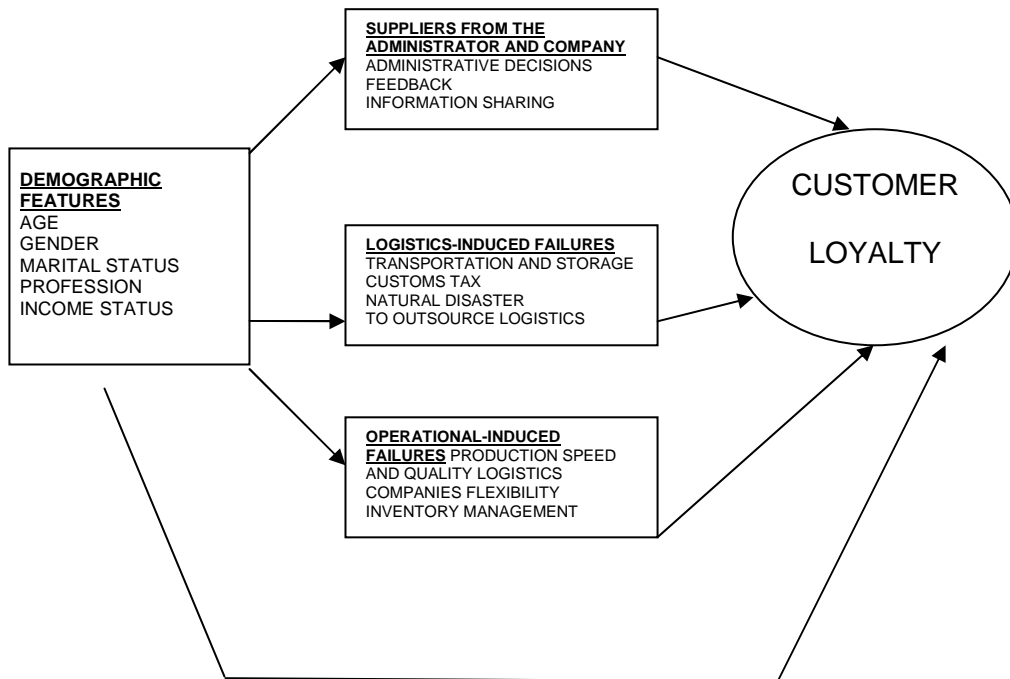 SUPPLIERS FROM THE
ADMINISTRATOR AND COMPANY
ADMINISTRATIVE DECISIONS
FEEDBACK
INFORMATION SHARING
DEMOGRAPHIC
FEATURES
AGE
GENDER
MARITAL STATUS
PROFESSION
INCOME STATUS
LOGISTICS-INDUCED FAILURES
TRANSPORTATION AND STORAGE
CUSTOMS TAX
NATURAL DISASTER
TO OUTSOURCE LOGISTICS
OPERATIONAL-INDUCED
FAILURES PRODUCTION SPEED
AND QUALITY LOGISTICS
COMPANIES FLEXIBILITY
INVENTORY MANAGEMENT
CUSTOMER
LOYALTY